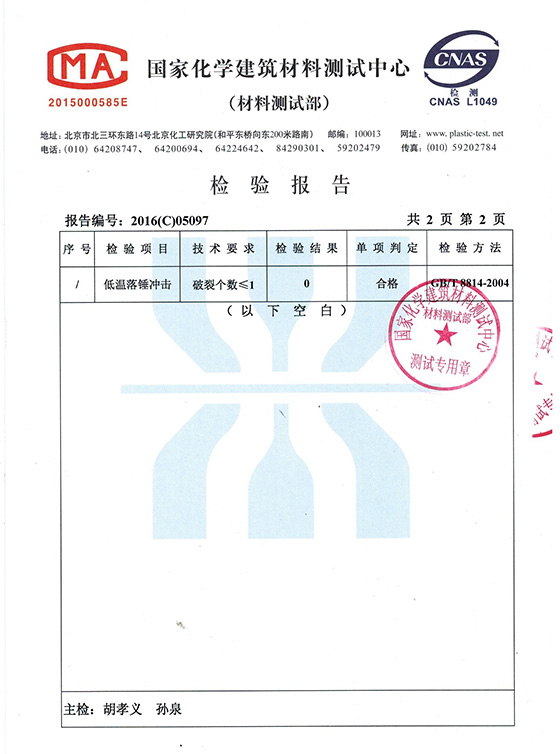 CMA
2015000585E
国家化学建筑材料测试中心
(材料测试部)
CNAS
检 测
CNAS L1049
地址: 北京市北三环东路14号北京化工研究院(和平东桥向东200米路南) 邮编: 100013 网址: www. plastic-test. net
电话: (010) 64208747、 64200694、 64224642、 84290301、 59202479 传真: (010) 59202784
检 验 报 告
报告编号: 2016(C)05097 共 2 页 第 2 页
序 号 检 验 项 目 技 术 要 求 检 验 结 果 单 项 判 定 检 验 方 法
/ 低温落锤冲击 破裂个数≤1 0 合格 GB/T 8814-2004
( 以 下 空 白 )
国家化学建筑材料测试中心
材料测试部
测试专用章
主检: 胡孝义 孙泉